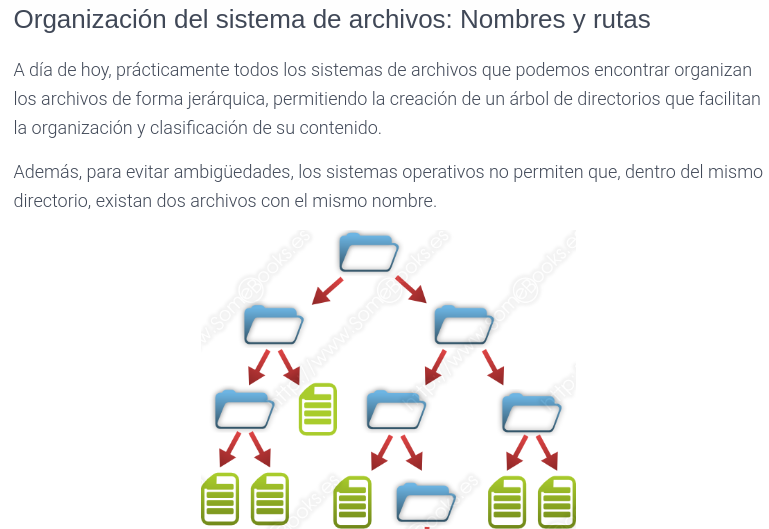 Organización del sistema de archivos: Nombres y rutas
A día de hoy, prácticamente todos los sistemas de archivos que podemos encontrar organizan
los archivos de forma jerárquica, permitiendo la creación de un árbol de directorios que facilitan
la organización y clasificación de su contenido.
Además, para evitar ambigüedades, los sistemas operativos no permiten que, dentro del mismo
directorio, existan dos archivos con el mismo nombre.